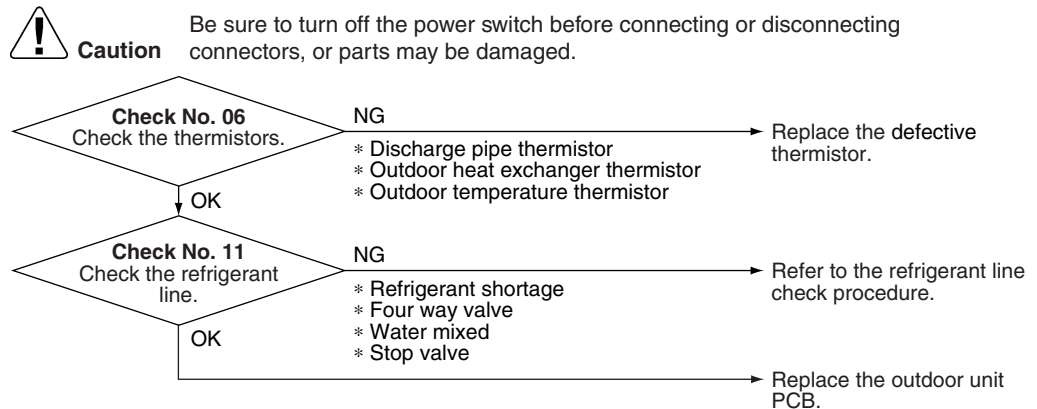 Be sure to turn off the power switch before connecting or disconnecting
Caution connectors, or parts may be damaged.
Check No. 06
Check the thermistors.
NG
* Discharge pipe thermistor
* Outdoor heat exchanger thermistor
* Outdoor temperature thermistor
Replace the defective
thermistor.
OK
Check No. 11
Check the refrigerant
line.
NG
* Refrigerant shortage
* Four way valve
* Water mixed
* Stop valve
Refer to the refrigerant line
check procedure.
OK
Replace the outdoor unit
PCB.